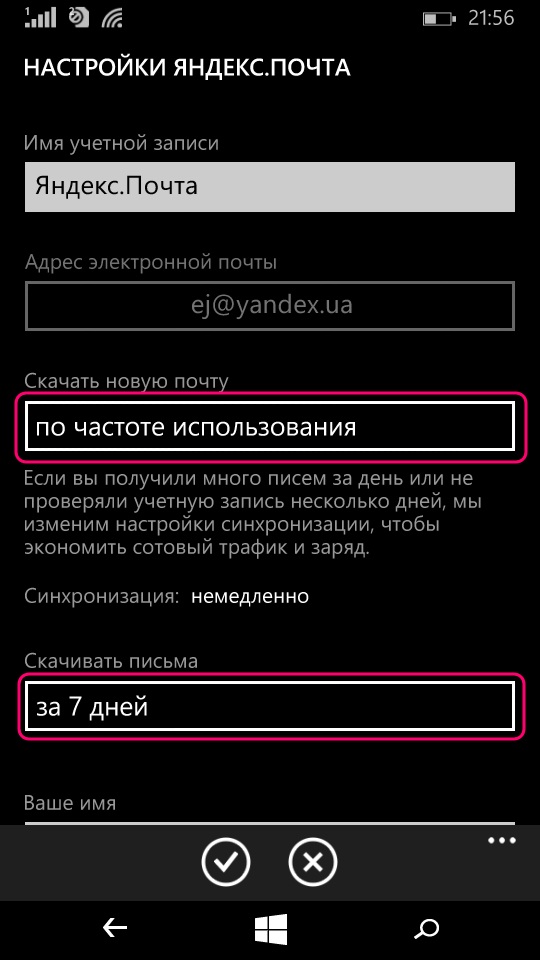 1
21:56
НАСТРОЙКИ ЯНДЕКС.ПОЧТА
Имя учетной записи
Яндекс.Почта
Адрес электронной почты
ej@yandex.ua
Скачать новую почту
по частоте использования
Если вы получили много писем за день или не
проверяли учетную запись несколько дней, мы
изменим настройки синхронизации, чтобы
экономить сотовый трафик и заряд.
Синхронизация: немедленно
Скачивать письма
за 7 дней
Ваше имя